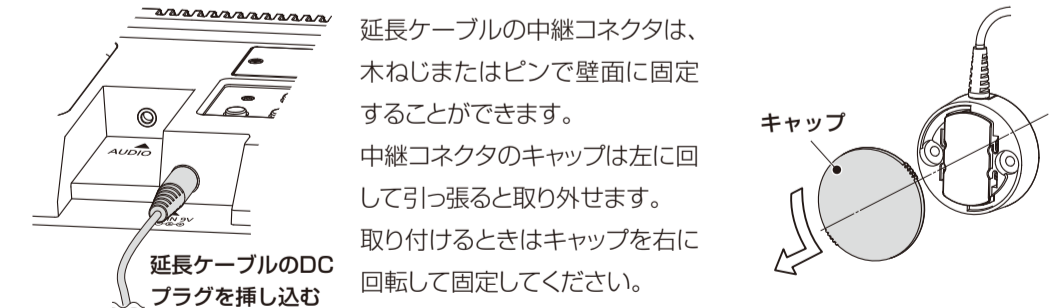 AUDIO
IN 9V
延長ケーブルのDC
プラグを挿し込む
延長ケーブルの中継コネクタは、
木ねじまたはピンで壁面に固定
することができます。
中継コネクタのキャップは左に回
して引っ張ると取り外せます。
取り付けるときはキャップを右に
回転して固定してください。
キャップ